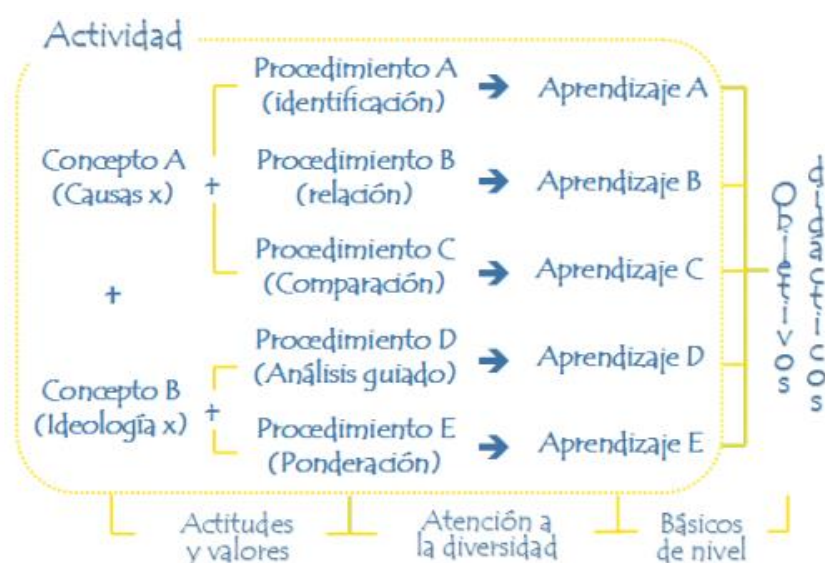 Actividad
Procedimiento A
(identificación)
➔ Aprendizaje A
Concepto A
(Causas x)
+
Procedimiento B
(relación)
➔ Aprendizaje B
Procedimiento C
(Comparación)
➔ Aprendizaje C
+
Concepto B
(Ideología x)
+
Procedimiento D
(Análisis guiado)
➔ Aprendizaje D
Procedimiento E
(Ponderación)
➔ Aprendizaje E
Objetivos
didácticos
Actitudes
y valores
Atención a
la diversidad
Básicos
de nivel